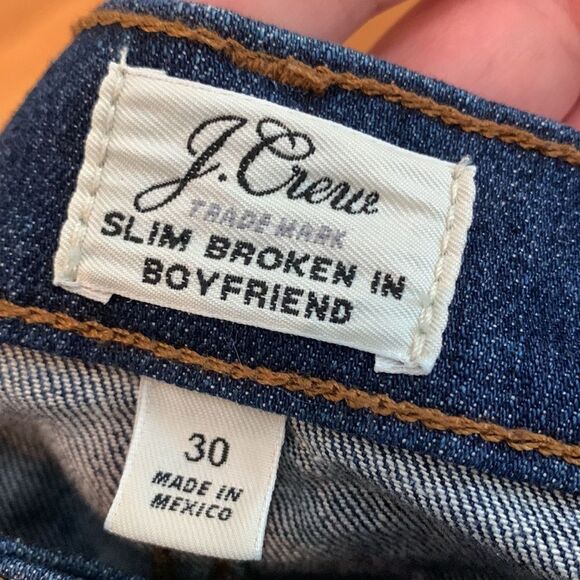 J.Crew
TRADE MARK
SLIM BROKEN IN
BOYFRIEND
30
MADE IN
MEXICO